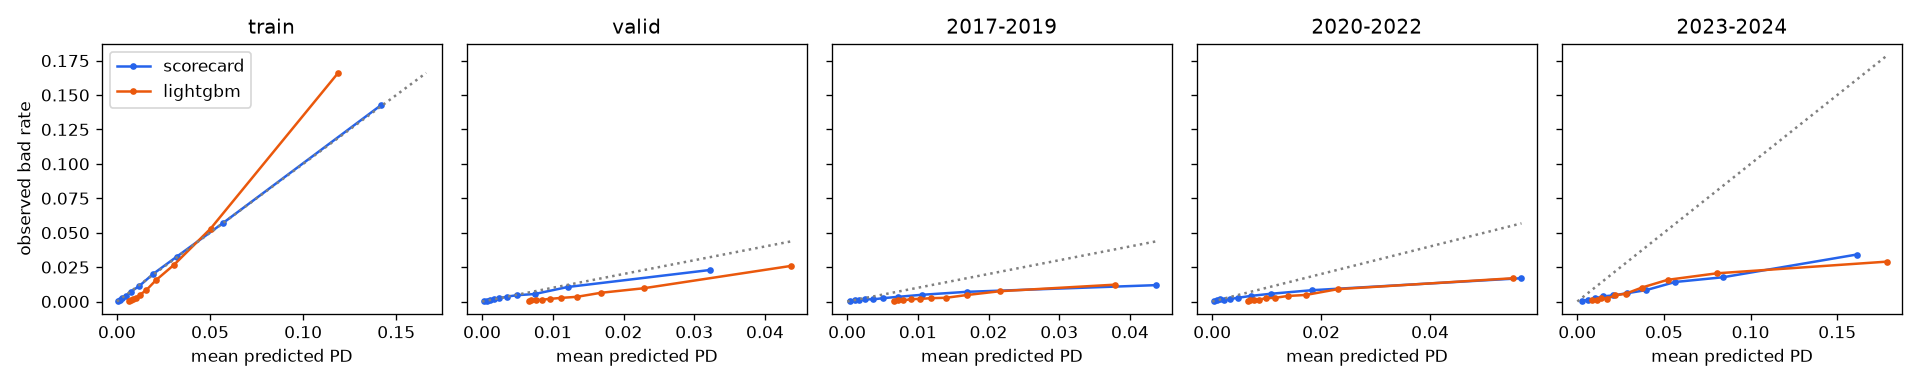 train
valid
2017-2019
2020-2022
2023-2024
scorecard
lightgbm
observed bad rate
0.175
0.150
0.125
0.100
0.075
0.050
0.025
0.000
0.00 0.05 0.10 0.15
0.00 0.01 0.02 0.03 0.04
0.00 0.01 0.02 0.03 0.04
0.00 0.02 0.04
0.00 0.05 0.10 0.15
mean predicted PD
mean predicted PD
mean predicted PD
mean predicted PD
mean predicted PD